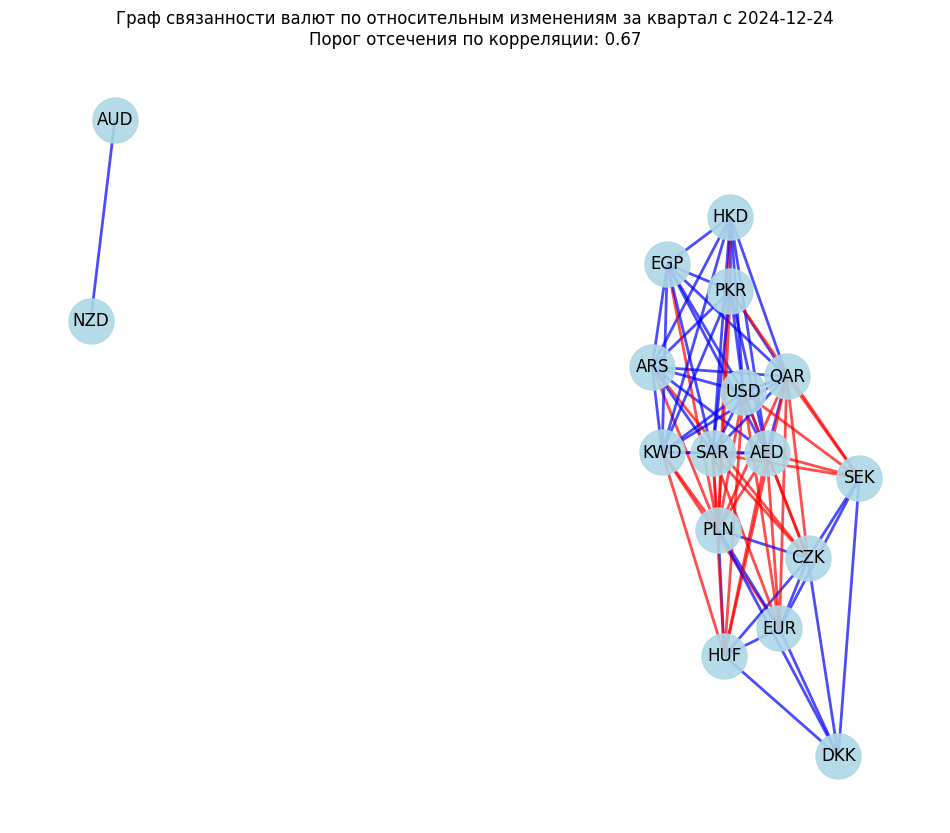 Граф связанности валют по относительным изменениям за квартал с 2024-12-24
Порог отсечения по корреляции: 0.67
AUD
HKD
EGP
PKR
NZD
ARS
QAR
USD
KWD
SAR
AED
SEK
PLN
CZK
EUR
HUF
DKK